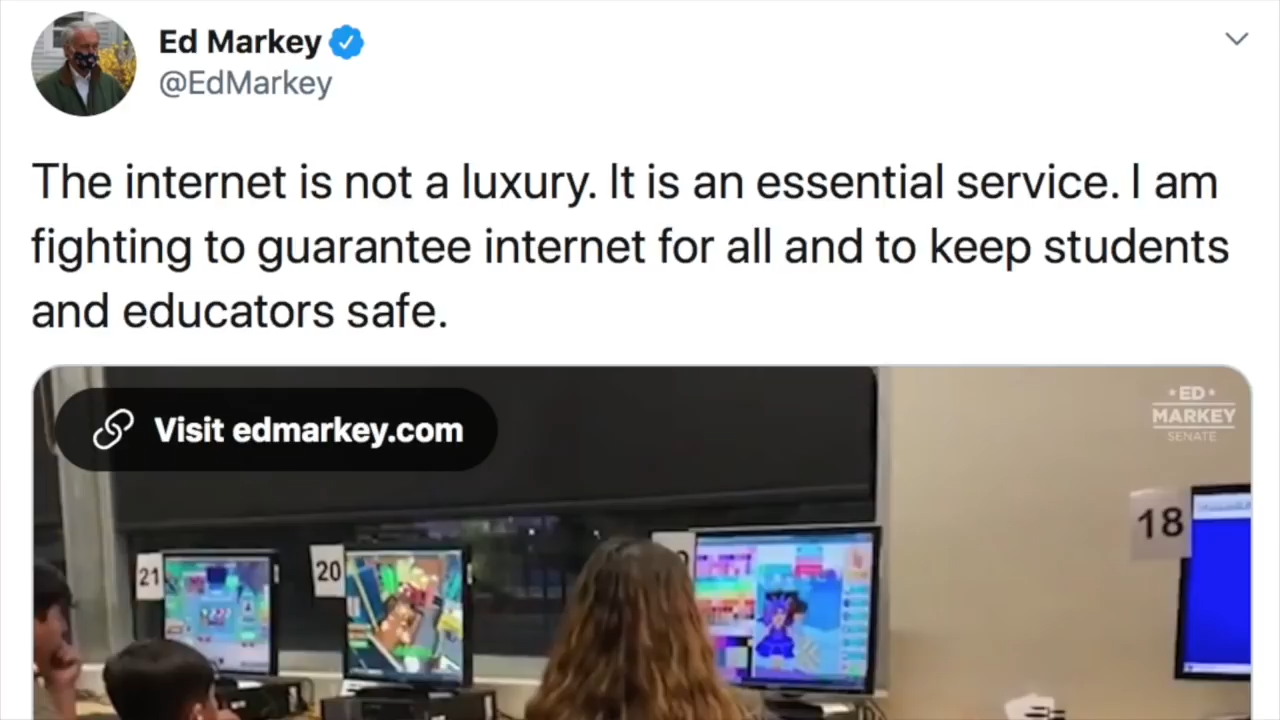 Ed Markey
@EdMarkey
The internet is not a luxury. It is an essential service. I am
fighting to guarantee internet for all and to keep students
and educators safe.
Visit edmarkey.com
ED
MARKEY
SENATE
18
21
20